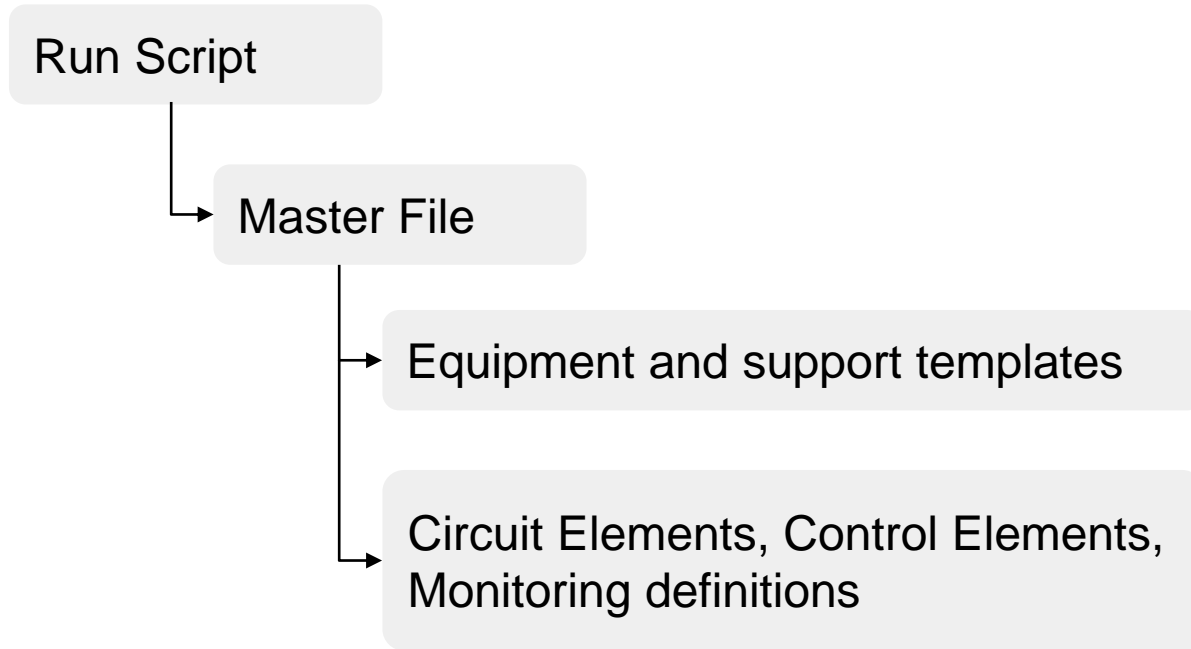 Run Script
Master File
Equipment and support templates
Circuit Elements, Control Elements,
Monitoring definitions